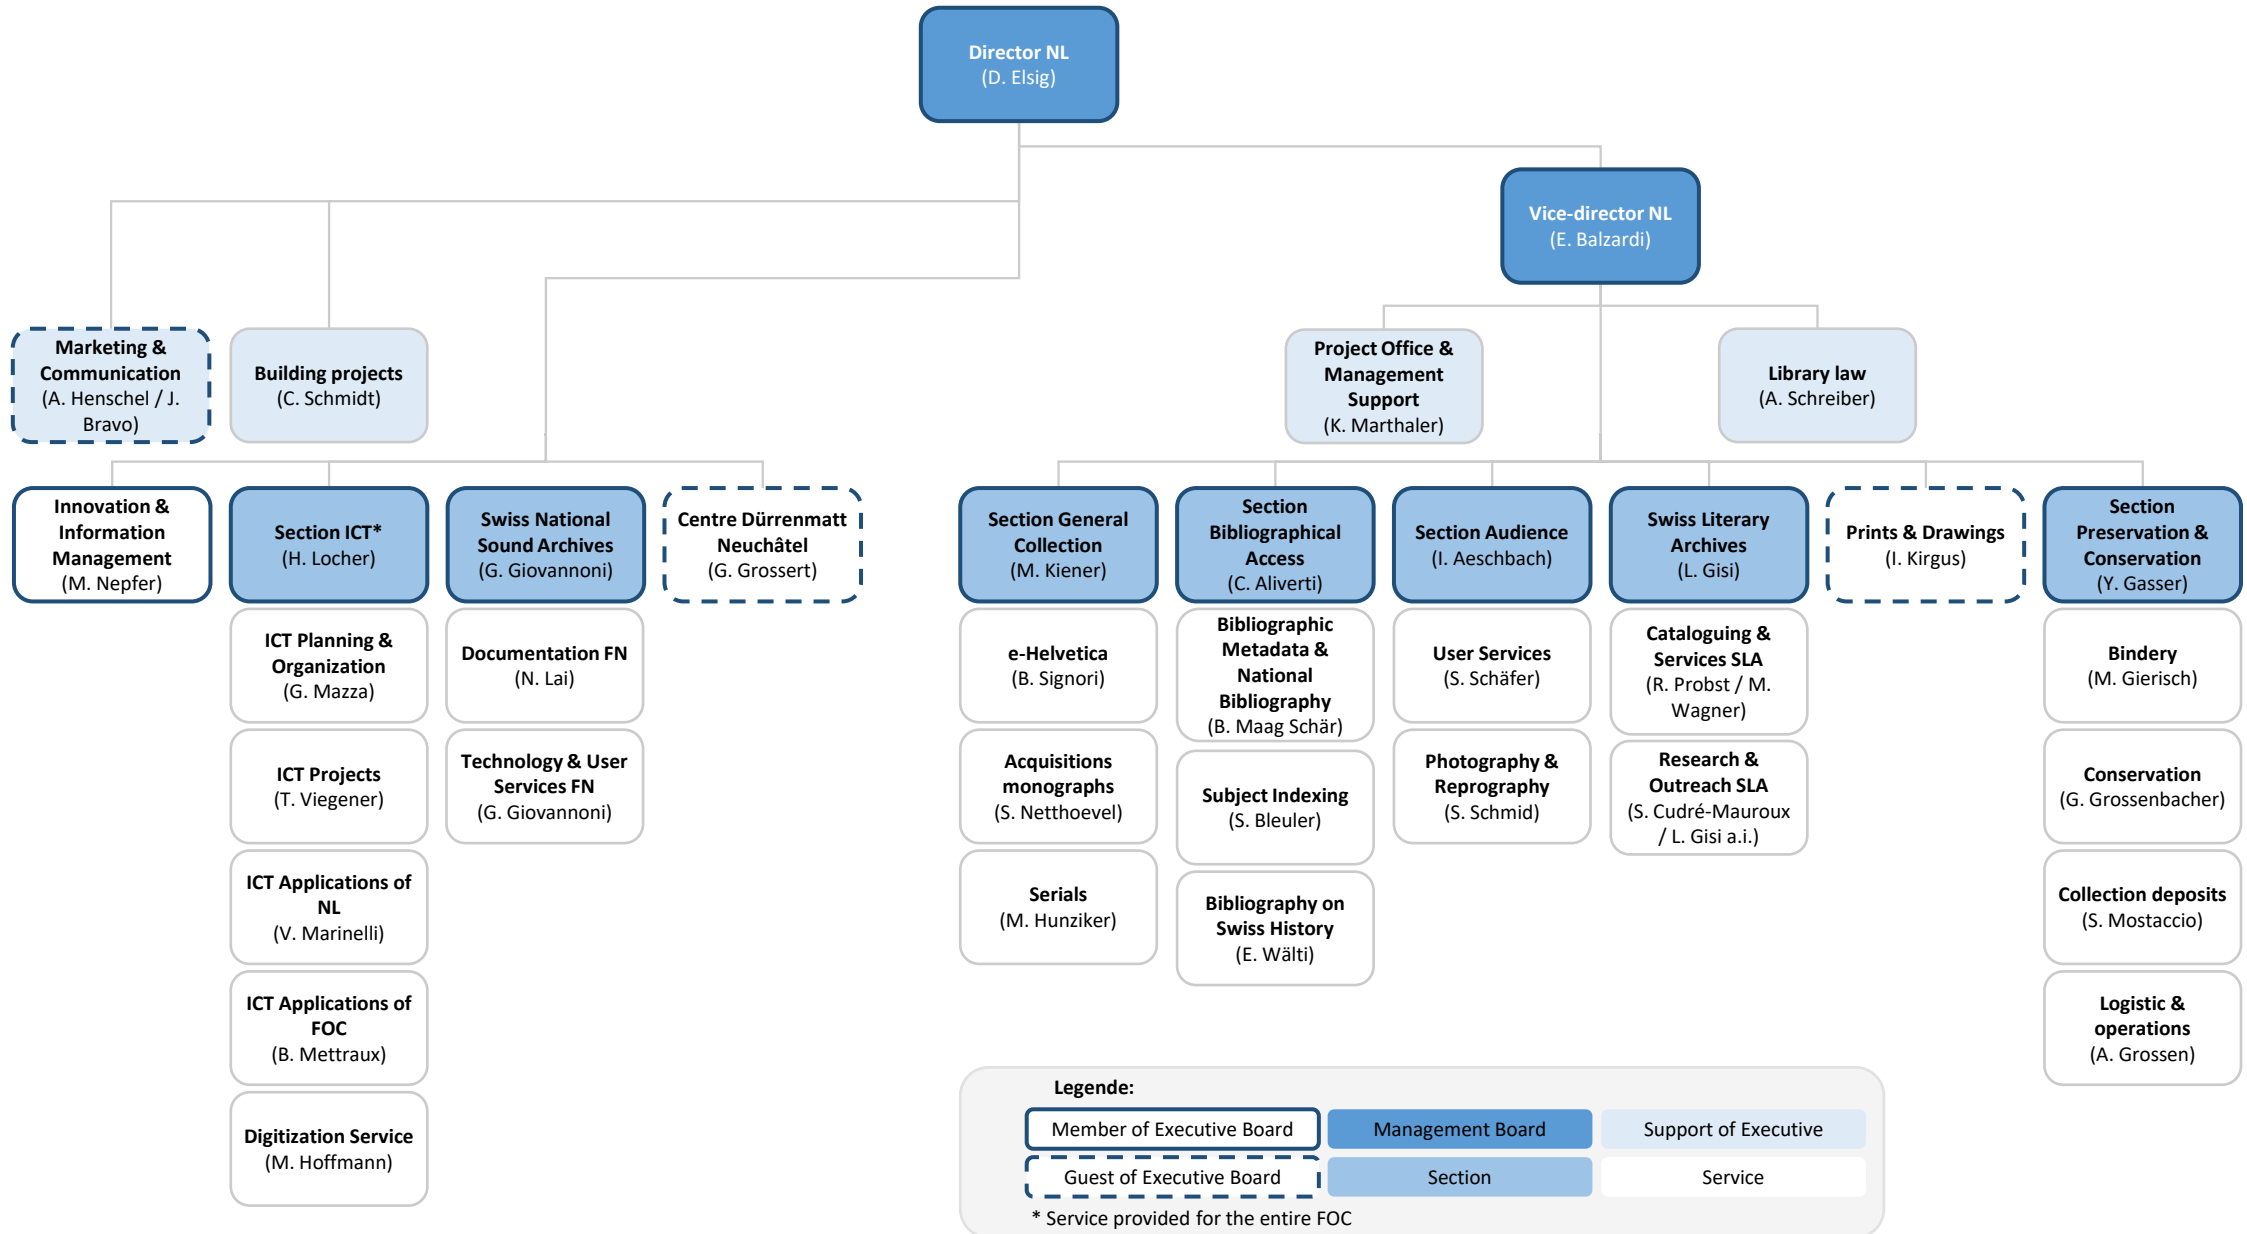 Director NL
(D. Elsig)
Vice-director NL
(E. Balzardi)
Marketing &
Communication
(A. Henschel / J.
Bravo)
Building projects
(C. Schmidt)
Project Office &
Management
Support
(K. Marthaler)
Library law
(A. Schreiber)
Innovation &
Information
Management
(M. Nepfer)
Section ICT*
(H. Locher)
Swiss National
Sound Archives
(G. Giovannoni)
Centre Dürrenmatt
Neuchâtel
(G. Grossert)
Section General
Collection
(M. Kiener)
Section
Bibliographical
Access
(C. Aliverti)
Section Audience
(I. Aeschbach)
Swiss Literary
Archives
(L. Gisi)
Prints & Drawings
(I. Kirgus)
Section
Preservation &
Conservation
(Y. Gasser)
ICT Planning &
Organization
(G. Mazza)
ICT Projects
(T. Viegener)
ICT Applications of
NL
(V. Marinelli)
ICT Applications of
FOC
(B. Mettraux)
Digitization Service
(M. Hoffmann)
Documentation FN
(N. Lai)
Technology & User
Services FN
(G. Giovannoni)
e-Helvetica
(B. Signori)
Acquisitions
monographs
(S. Netthoevel)
Serials
(M. Hunziker)
Bibliographic
Metadata &
National
Bibliography
(B. Maag Schär)
Subject Indexing
(S. Bleuler)
Bibliography on
Swiss History
(E. Wälti)
User Services
(S. Schäfer)
Photography &
Reprography
(S. Schmid)
Cataloguing &
Services SLA
(R. Probst / M.
Wagner)
Research &
Outreach SLA
(S. Cudré-Mauroux
/ L. Gisi a.i.)
Bindery
(M. Gierisch)
Conservation
(G. Grossenbacher)
Collection deposits
(S. Mostaccio)
Logistic &
operations
(A. Grossen)
Legende:
Member of Executive Board
Management Board
Support of Executive
Guest of Executive Board
Section
Service
* Service provided for the entire FOC